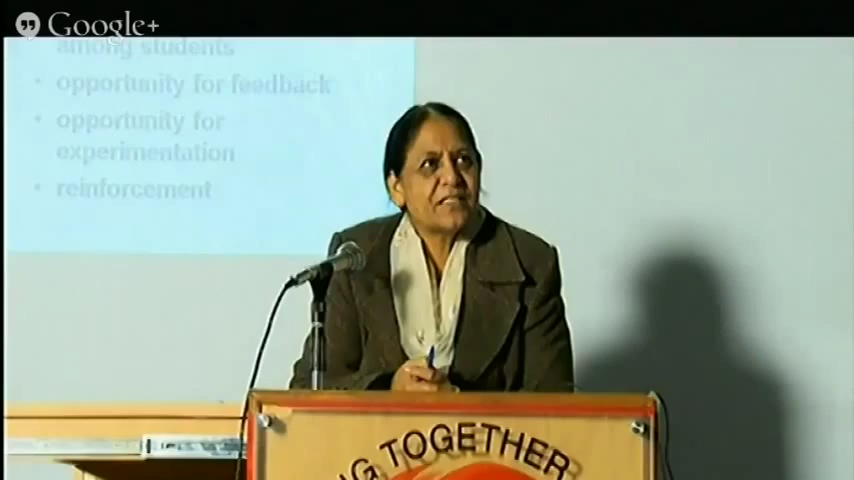 Google+
among students
• opportunity for feedback
• opportunity for
experimentation
• reinforcement
G TOGETHER